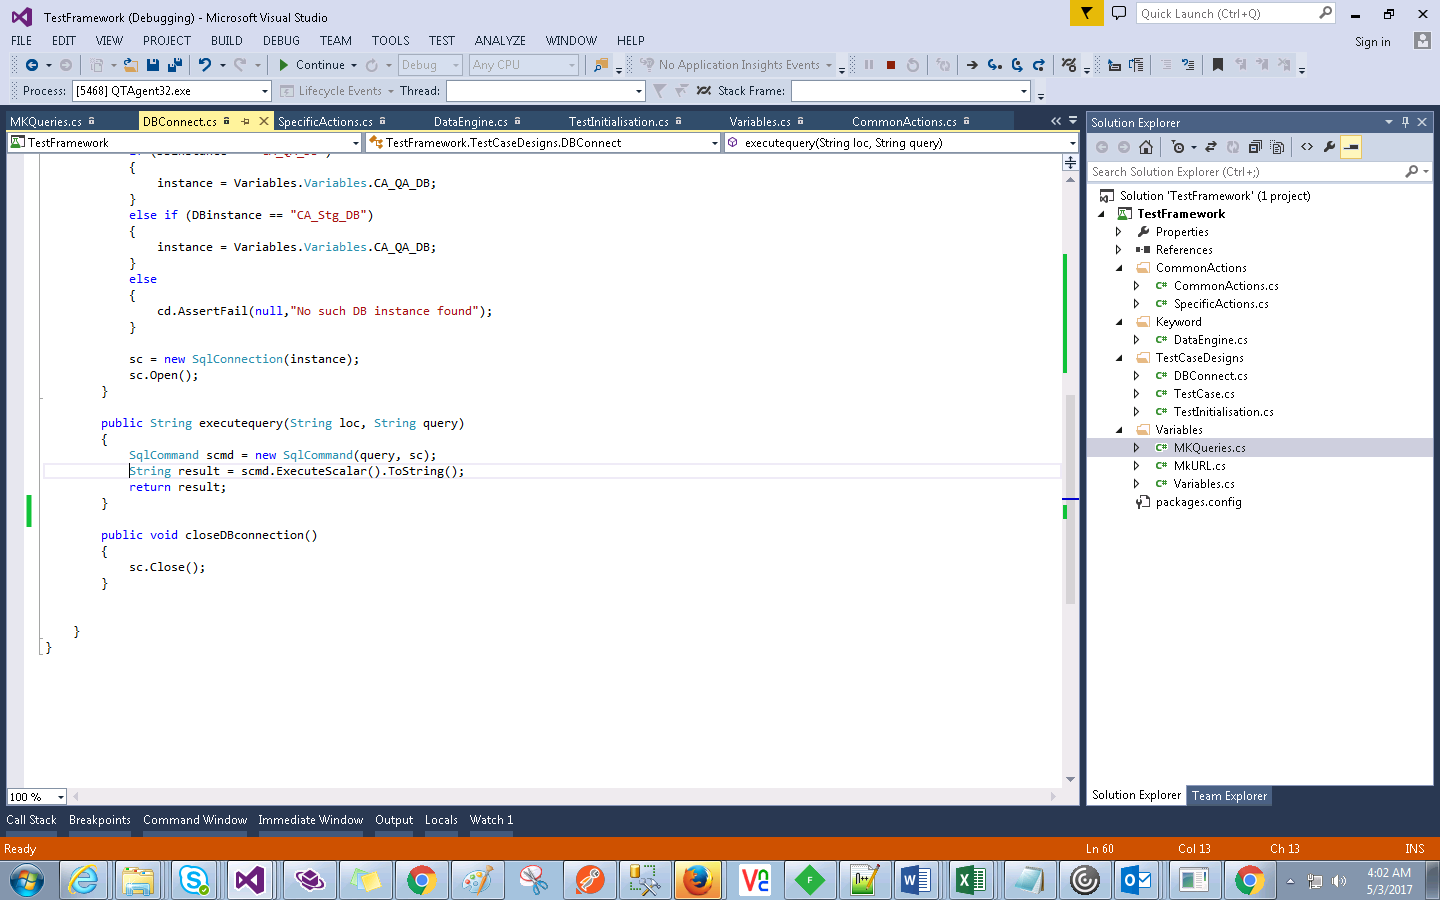 TestFramework (Debugging) - Microsoft Visual Studio
Quick Launch (Ctrl+Q)
FILE EDIT VIEW PROJECT BUILD DEBUG TEAM TOOLS TEST ANALYZE WINDOW HELP
Sign in
Continue Debug Any CPU No Application Insights Events
Process: [5468] QTAgent32.exe Lifecycle Events Thread: Stack Frame:
MKQueries.cs DBConnect.cs SpecificActions.cs DataEngine.cs TestInitialisation.cs Variables.cs CommonActions.cs
TestFramework TestFramework.TestCaseDesigns.DBConnect executequery(String loc, String query)
{
instance = Variables.Variables.CA_QA_DB;
}
else if (DBinstance == "CA_Stg_DB")
{
instance = Variables.Variables.CA_QA_DB;
}
else
{
cd.AssertFail(null,"No such DB instance found");
}
sc = new SqlConnection(instance);
sc.Open();
}
public String executequery(String loc, String query)
{
SqlCommand scmd = new SqlCommand(query, sc);
String result = scmd.ExecuteScalar().ToString();
return result;
}
public void closeDBconnection()
{
sc.Close();
}
}
}
100 %
Solution Explorer
Search Solution Explorer (Ctrl+;)
Solution 'TestFramework' (1 project)
TestFramework
Properties
References
CommonActions
C# CommonActions.cs
C# SpecificActions.cs
Keyword
C# DataEngine.cs
TestCaseDesigns
C# DBConnect.cs
C# TestCase.cs
C# TestInitialisation.cs
Variables
C# MKQueries.cs
C# MkURL.cs
C# Variables.cs
packages.config
Solution Explorer Team Explorer
Call Stack Breakpoints Command Window Immediate Window Output Locals Watch 1
Ready Ln 60 Col 13 Ch 13 INS
4:02 AM
5/3/2017